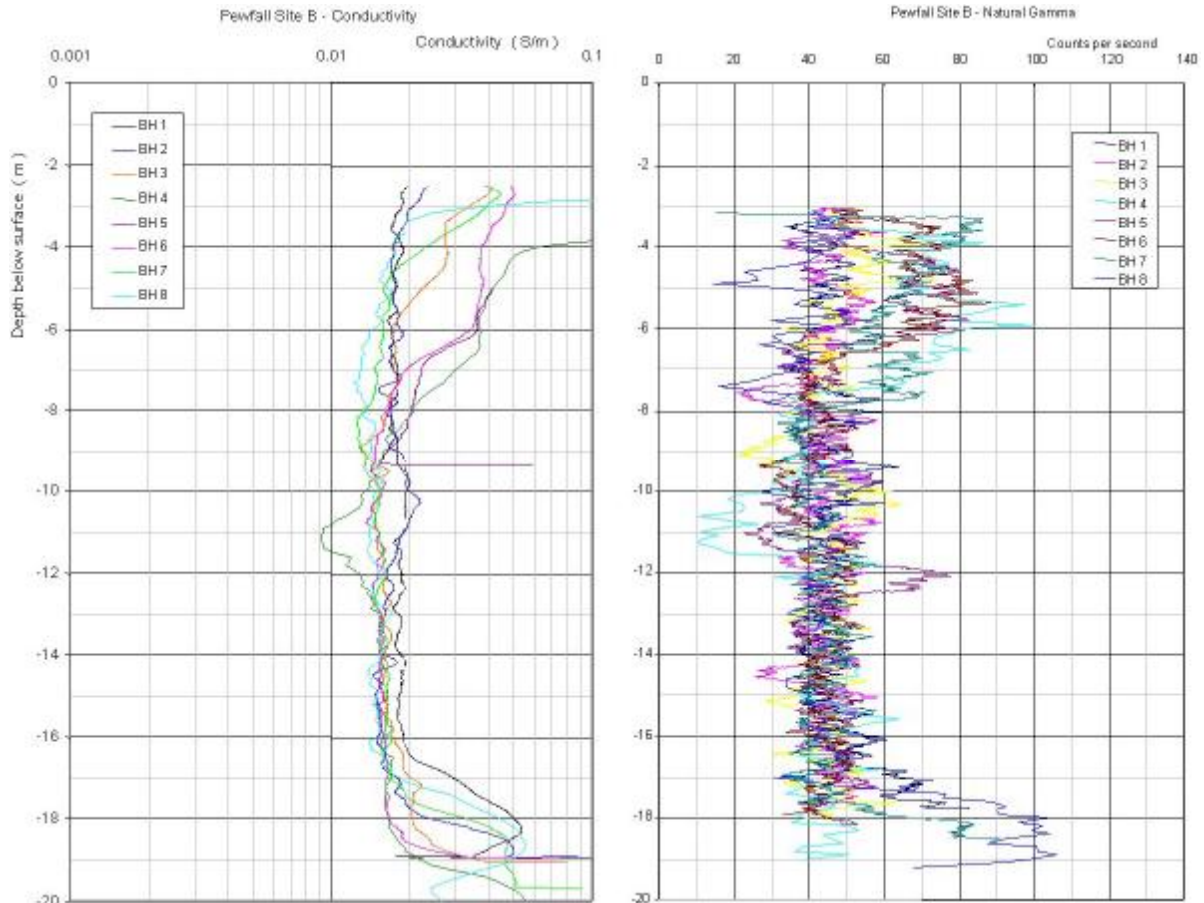 Pewfall Site B - Conductivity
Conductivity ( S/m )
0.001 0.01 0.1
0
-2
-4
-6
-8
-10
-12
-14
-16
-18
-20
Depth below surface ( m )
BH 1
BH 2
BH 3
BH 4
BH 5
BH 6
BH 7
BH 8
Pewfall Site B - Natural Gamma
Counts per second
0 20 40 60 80 100 120 140
0
-2
-4
-6
-8
-10
-12
-14
-16
-18
-20
BH 1
BH 2
BH 3
BH 4
BH 5
BH 6
BH 7
BH 8